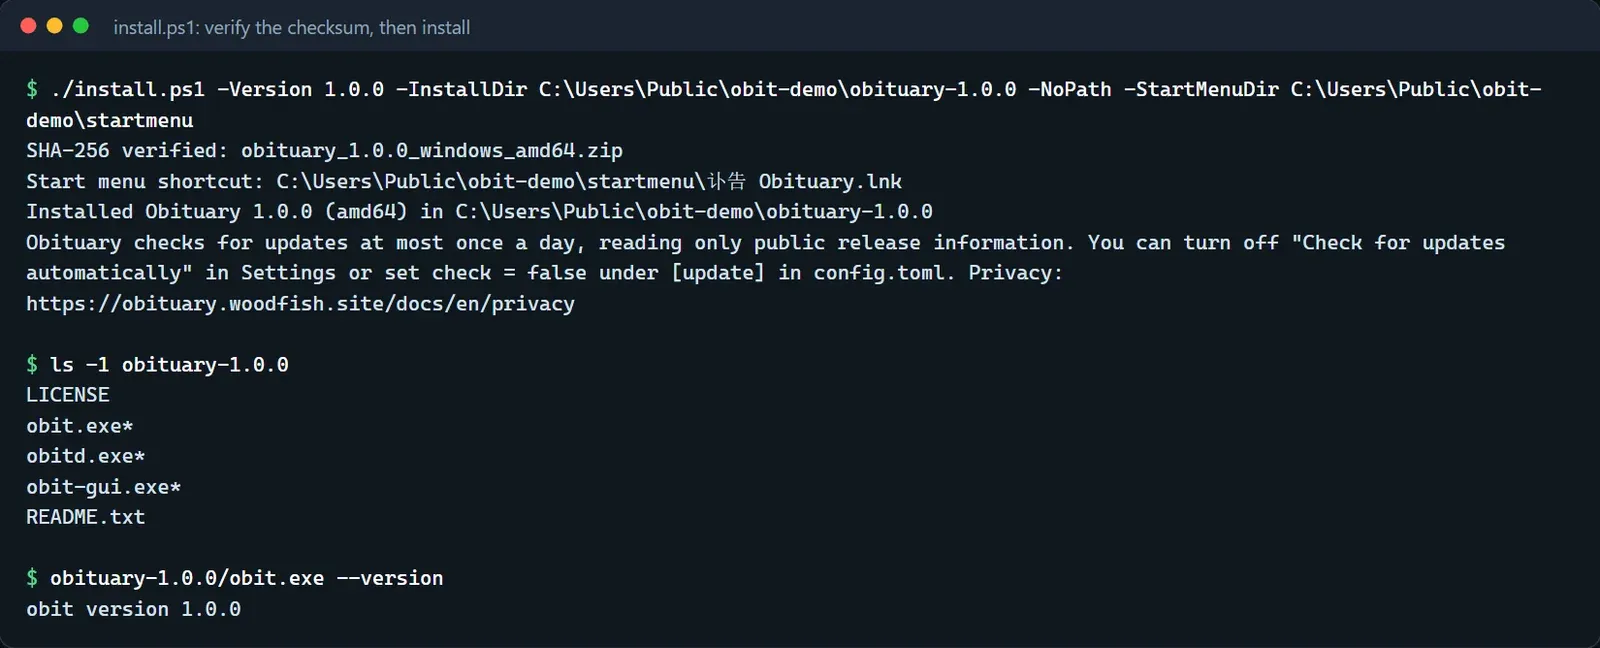 install.ps1: verify the checksum, then install
$ ./install.ps1 -Version 1.0.0 -InstallDir C:\Users\Public\obit-demo\obituary-1.0.0 -NoPath -StartMenuDir C:\Users\Public\obit-
demo\startmenu
SHA-256 verified: obituary_1.0.0_windows_amd64.zip
Start menu shortcut: C:\Users\Public\obit-demo\startmenu\讣告 Obituary.lnk
Installed Obituary 1.0.0 (amd64) in C:\Users\Public\obit-demo\obituary-1.0.0
Obituary checks for updates at most once a day, reading only public release information. You can turn off "Check for updates
automatically" in Settings or set check = false under [update] in config.toml. Privacy:
https://obituary.woodfish.site/docs/en/privacy
$ ls -1 obituary-1.0.0
LICENSE
obit.exe*
obitd.exe*
obit-gui.exe*
README.txt
$ obituary-1.0.0/obit.exe --version
obit version 1.0.0